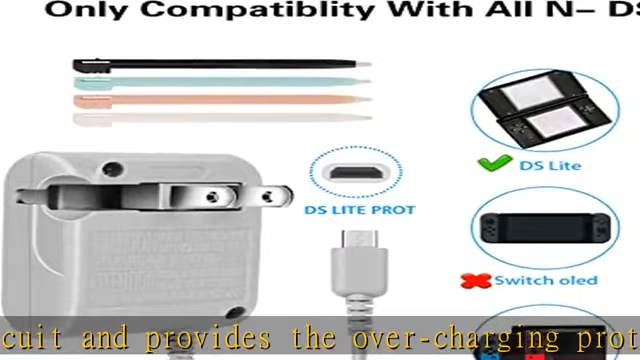 Only Compatiblity With All N– DS
DS Lite
DS LITE PROT
Switch oled
cuit and provides the over-charging prot